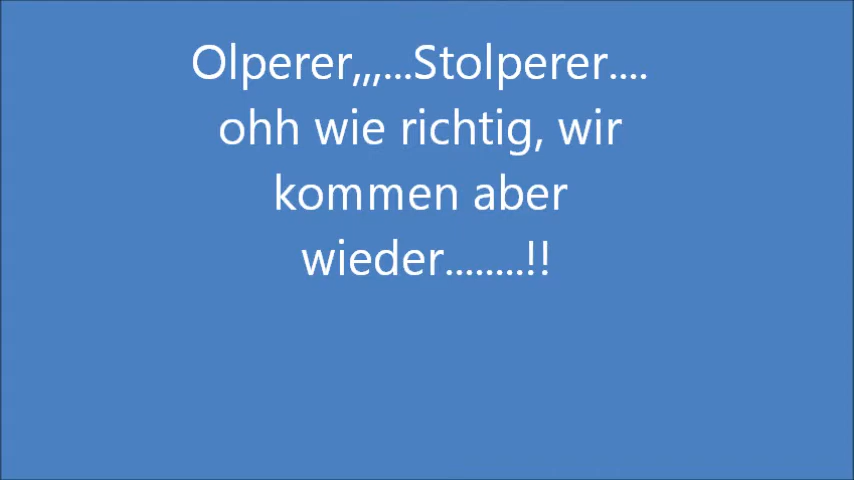 Olperer,,,...Stolperer....
ohh wie richtig, wir
kommen aber
wieder........!!